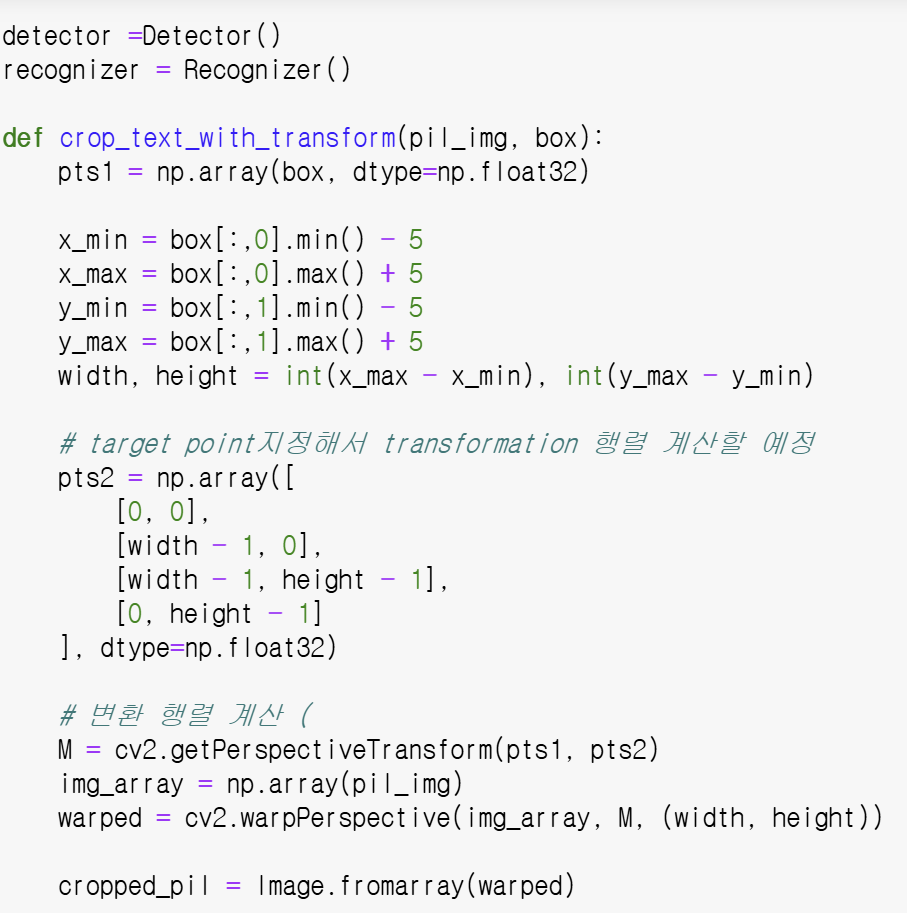 detector =Detector()
recognizer = Recognizer()
def crop_text_with_transform(pil_img, box):
pts1 = np.array(box, dtype=np.float32)
x_min = box[:,0].min() - 5
x_max = box[:,0].max() + 5
y_min = box[:,1].min() - 5
y_max = box[:,1].max() + 5
width, height = int(x_max - x_min), int(y_max - y_min)
# target point지정해서 transformation 행렬 계산할 예정
pts2 = np.array([
[0, 0],
[width - 1, 0],
[width - 1, height - 1],
[0, height - 1]
], dtype=np.float32)
# 변환 행렬 계산 (
M = cv2.getPerspectiveTransform(pts1, pts2)
img_array = np.array(pil_img)
warped = cv2.warpPerspective(img_array, M, (width, height))
cropped_pil = Image.fromarray(warped)